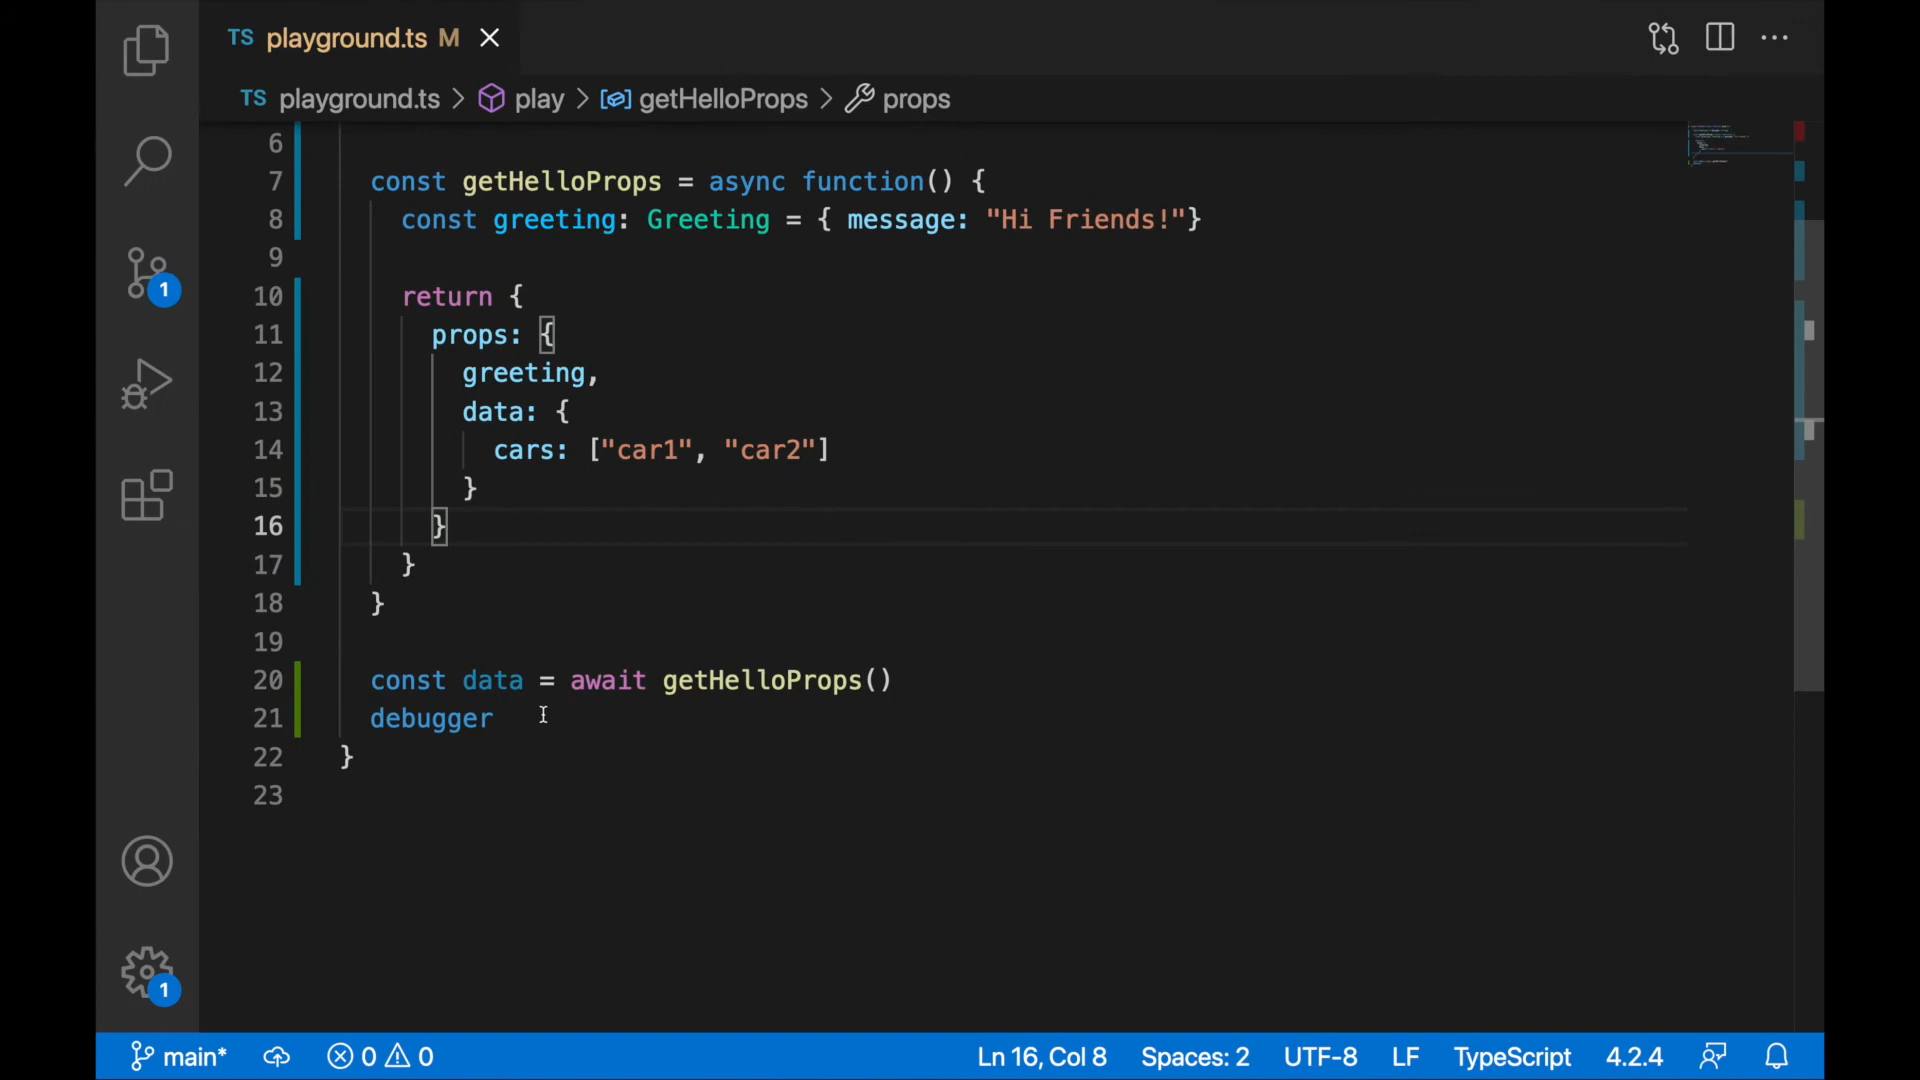 TS playground.ts M
TS playground.ts > play > getHelloProps > props
6
7 const getHelloProps = async function() {
8 const greeting: Greeting = { message: "Hi Friends!"}
9
10 return {
11 props: {
12 greeting,
13 data: {
14 cars: ["car1", "car2"]
15 }
16 }
17 }
18 }
19
20 const data = await getHelloProps()
21 debugger
22 }
23
1
1
main* 0 0 Ln 16, Col 8 Spaces: 2 UTF-8 LF TypeScript 4.2.4